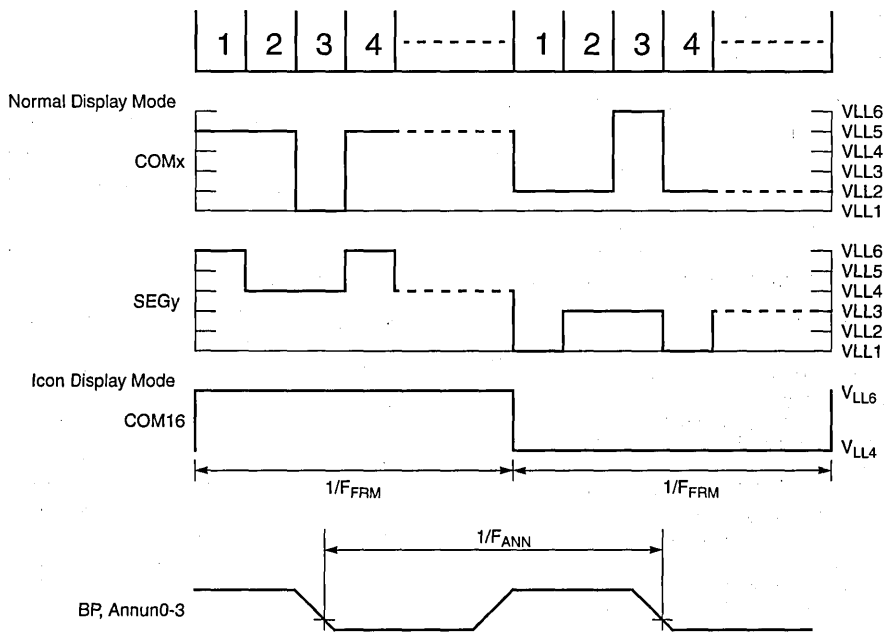 1 2 3 4 1 2 3 4
Normal Display Mode
COMx
VLL6
VLL5
VLL4
VLL3
VLL2
VLL1
SEGy
VLL6
VLL5
VLL4
VLL3
VLL2
VLL1
Icon Display Mode
COM16
VLL6
VLL4
1/FFRM 1/FFRM
1/FANN
BP, Annun0-3